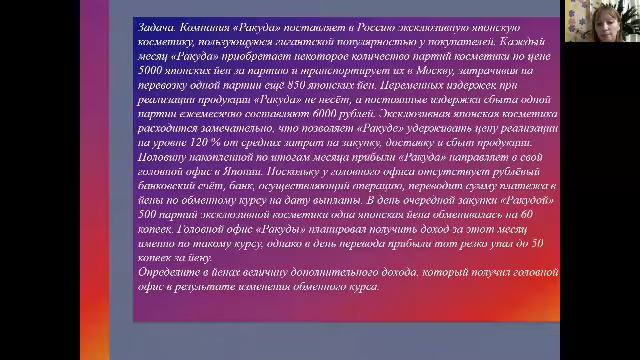 Задача. Компания «Ракуда» поставляет в Россию эксклюзивную японскую
косметику, пользующуюся гигантской популярностью у покупателей. Каждый
месяц «Ракуда» приобретает некоторое количество партий косметики по цене
5000 японских йен за партию и транспортирует их в Москву, затрачивая на
перевозку одной партии ещё 850 японских йен. Переменных издержек при
реализации продукции «Ракуда» не несёт, а постоянные издержки сбыта одной
партии ежемесячно составляют 6000 рублей. Эксклюзивная японская косметика
расходится замечательно, что позволяет «Ракуде» удерживать цену реализации
на уровне 120 % от средних затрат на закупку, доставку и сбыт продукции.
Половину накопленной по итогам месяца прибыли «Ракуда» направляет в свой
головной офис в Японии. Поскольку у головного офиса отсутствует рублёвый
банковский счёт, банк, осуществляющий операцию, переводит сумму платежа в
йены по обменному курсу на дату выплаты. В день очередной закупки «Ракудой»
500 партий эксклюзивной косметики одна японская йена обменивалась на 60
копеек. Головной офис «Ракуды» планировал получить доход за этот месяц
именно по такому курсу, однако в день перевода прибыли тот резко упал до 50
копеек за йену.
Определите в йенах величину дополнительного дохода, который получил головной
офис в результате изменения обменного курса.